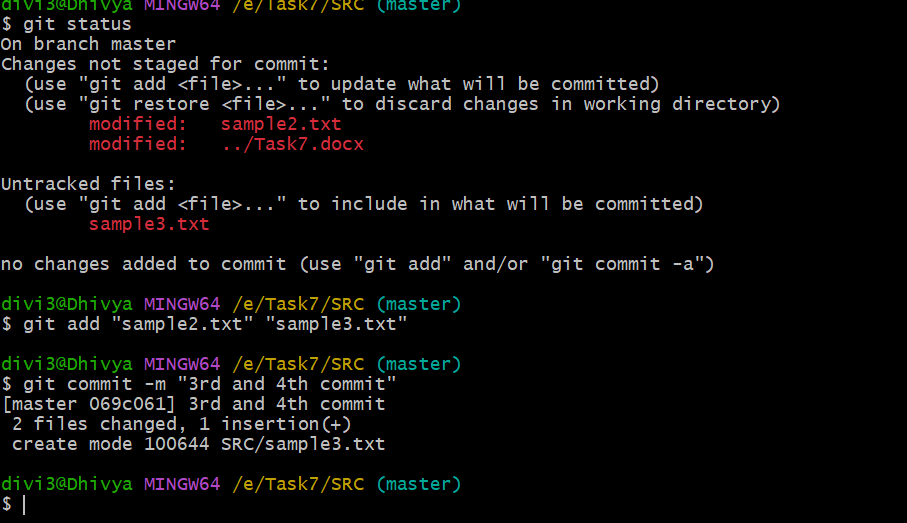 divi3@Dhivya MINGW64 /e/Task7/SRC (master)
$ git status
On branch master
Changes not staged for commit:
  (use "git add <file>..." to update what will be committed)
  (use "git restore <file>..." to discard changes in working directory)
        modified:   sample2.txt
        modified:   ../Task7.docx

Untracked files:
  (use "git add <file>..." to include in what will be committed)
        sample3.txt

no changes added to commit (use "git add" and/or "git commit -a")

divi3@Dhivya MINGW64 /e/Task7/SRC (master)
$ git add "sample2.txt" "sample3.txt"

divi3@Dhivya MINGW64 /e/Task7/SRC (master)
$ git commit -m "3rd and 4th commit"
[master 069c061] 3rd and 4th commit
 2 files changed, 1 insertion(+)
 create mode 100644 SRC/sample3.txt

divi3@Dhivya MINGW64 /e/Task7/SRC (master)
$